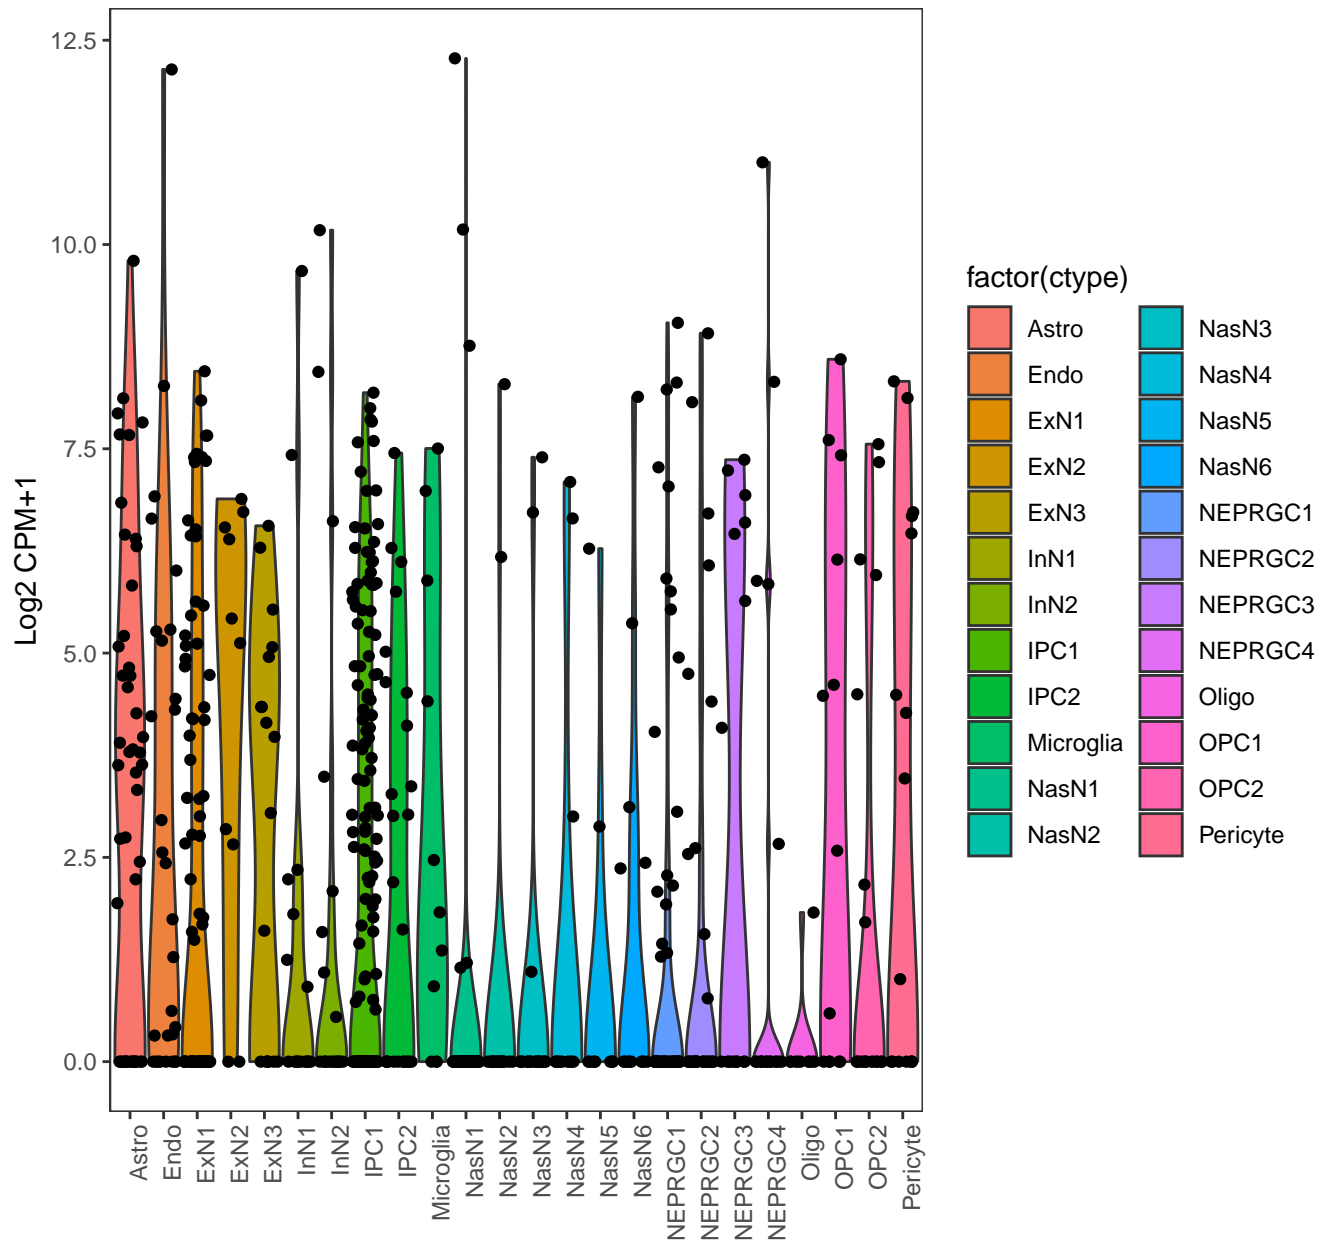 12.5
10.0
7.5
5.0
2.5
0.0
Log2 CPM+1
Astro
Endo
ExN1
ExN2
ExN3
InN1
InN2
IPC1
IPC2
Microglia
NasN1
NasN2
NasN3
NasN4
NasN5
NasN6
NEPRGC1
NEPRGC2
NEPRGC3
NEPRGC4
Oligo
OPC1
OPC2
Pericyte
factor(ctype)
Astro
Endo
ExN1
ExN2
ExN3
InN1
InN2
IPC1
IPC2
Microglia
NasN1
NasN2
NasN3
NasN4
NasN5
NasN6
NEPRGC1
NEPRGC2
NEPRGC3
NEPRGC4
Oligo
OPC1
OPC2
Pericyte